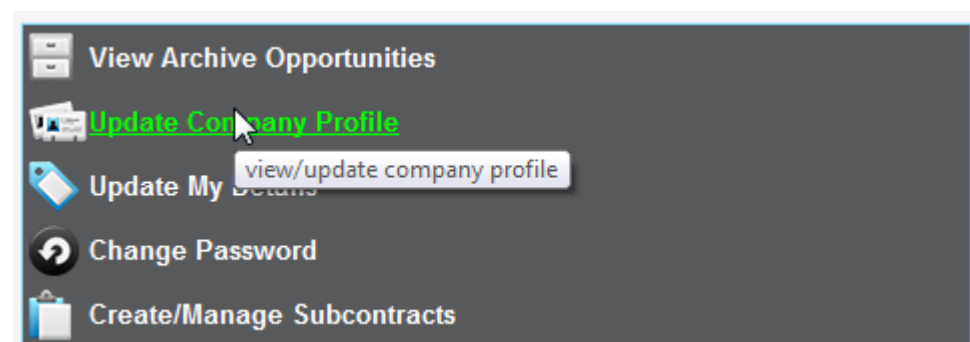 View Archive Opportunities
Update Company Profile
view/update company profile
Update My Details
Change Password
Create/Manage Subcontracts